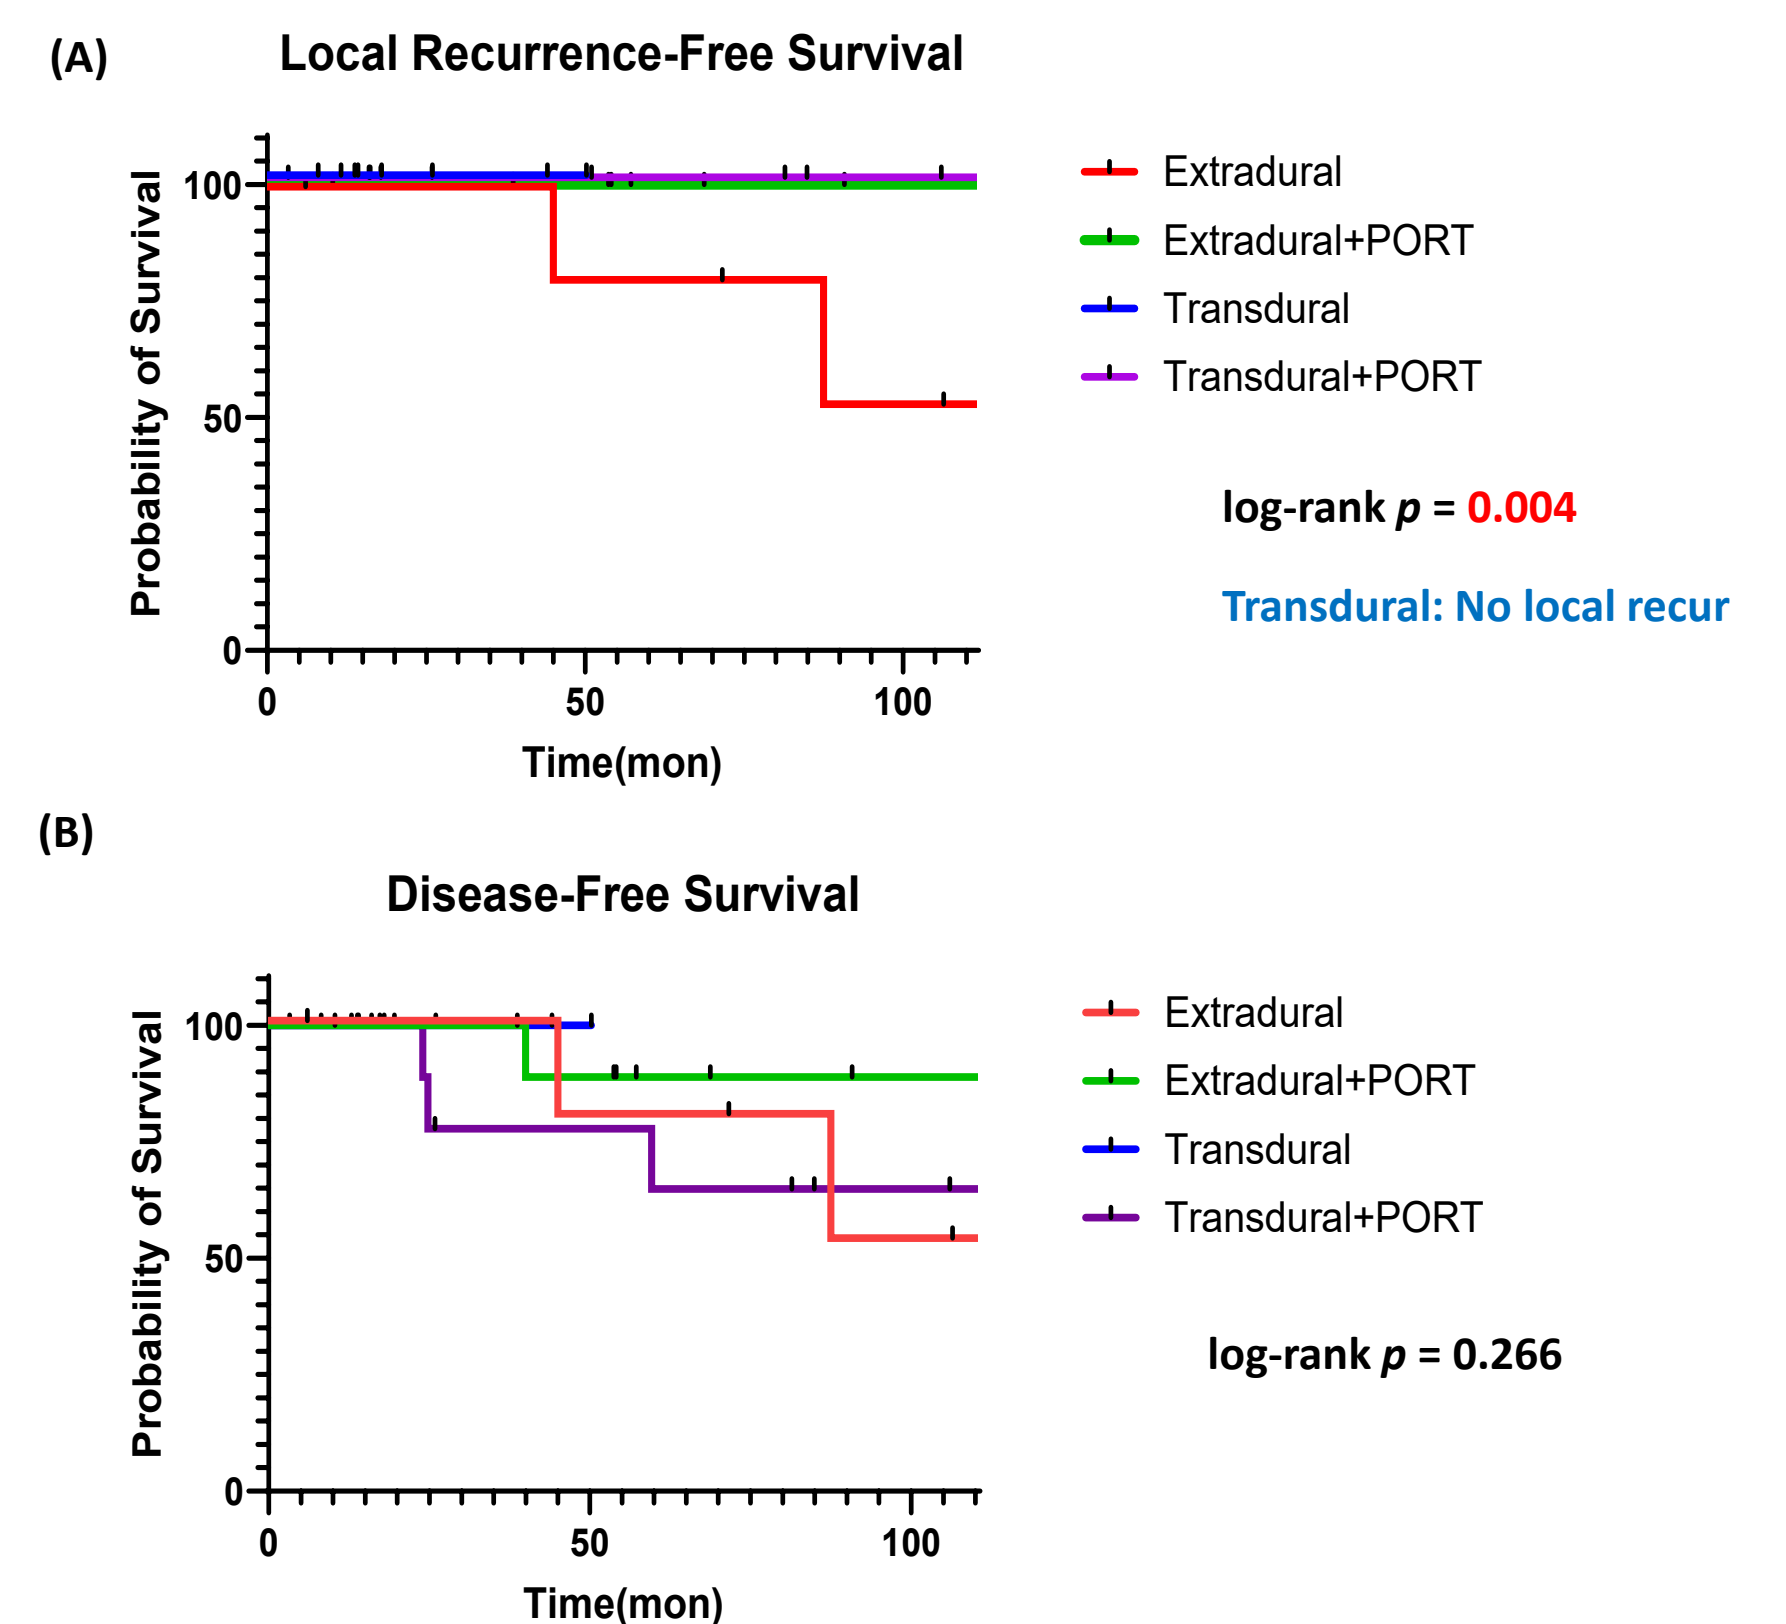 (A)
Local Recurrence-Free Survival
Probability of Survival
100
50
0
0
50
100
Time(mon)
Extradural
Extradural+PORT
Transdural
Transdural+PORT
log-rank p = 0.004
Transdural: No local recur
(B)
Disease-Free Survival
Probability of Survival
100
50
0
0
50
100
Time(mon)
Extradural
Extradural+PORT
Transdural
Transdural+PORT
log-rank p = 0.266